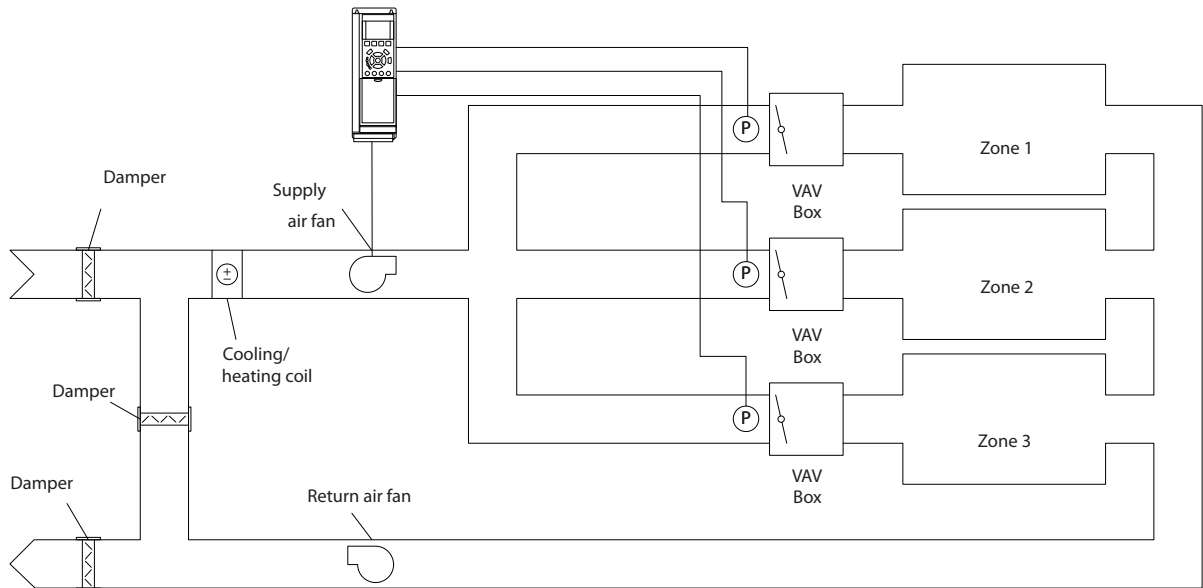 P
Zone 1
Damper
Supply
air fan
VAV
Box
P
Zone 2
VAV
Box
Cooling/
heating coil
Damper
P
Zone 3
VAV
Box
Damper
Return air fan